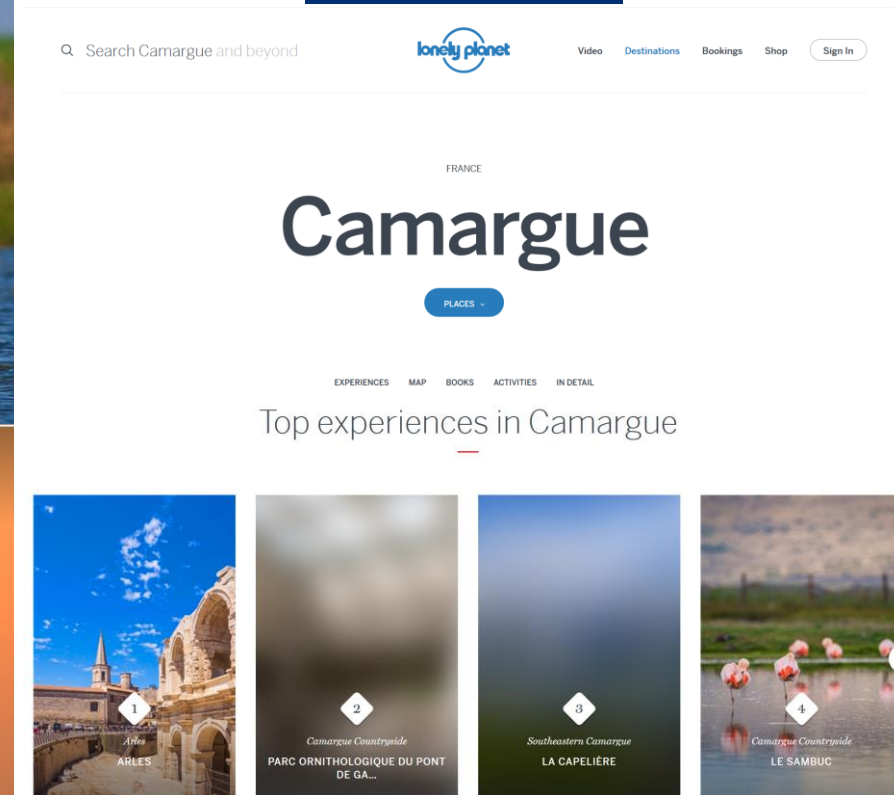 Search Camargue and beyond
lonely planet
Video Destinations Bookings Shop Sign In
FRANCE
Camargue
PLACES
EXPERIENCES MAP BOOKS ACTIVITIES IN DETAIL
Top experiences in Camargue
1
Arles
ARLES
2
Camargue Countryside
PARC ORNITHOLOGIQUE DU PONT
DE GA...
3
Southeastern Camargue
LA CAPELIÈRE
4
Camargue Countryside
LE SAMBUC